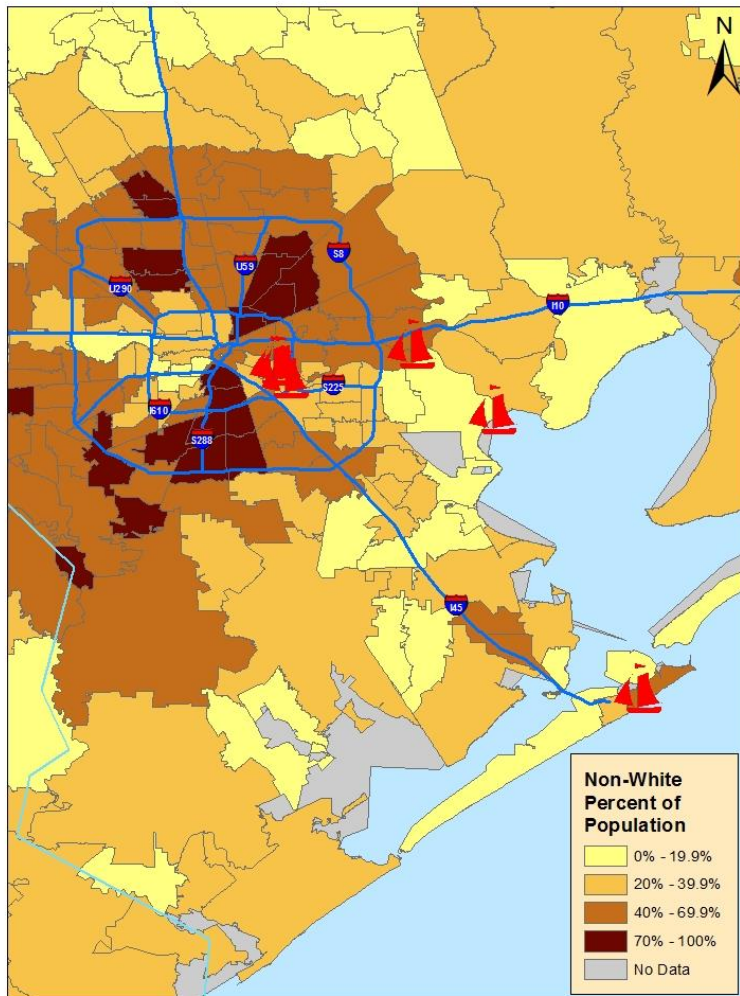 N
U59
S8
U290
I10
S225
I610
S288
I45
Non-White
Percent of
Population
0% - 19.9%
20% - 39.9%
40% - 69.9%
70% - 100%
No Data